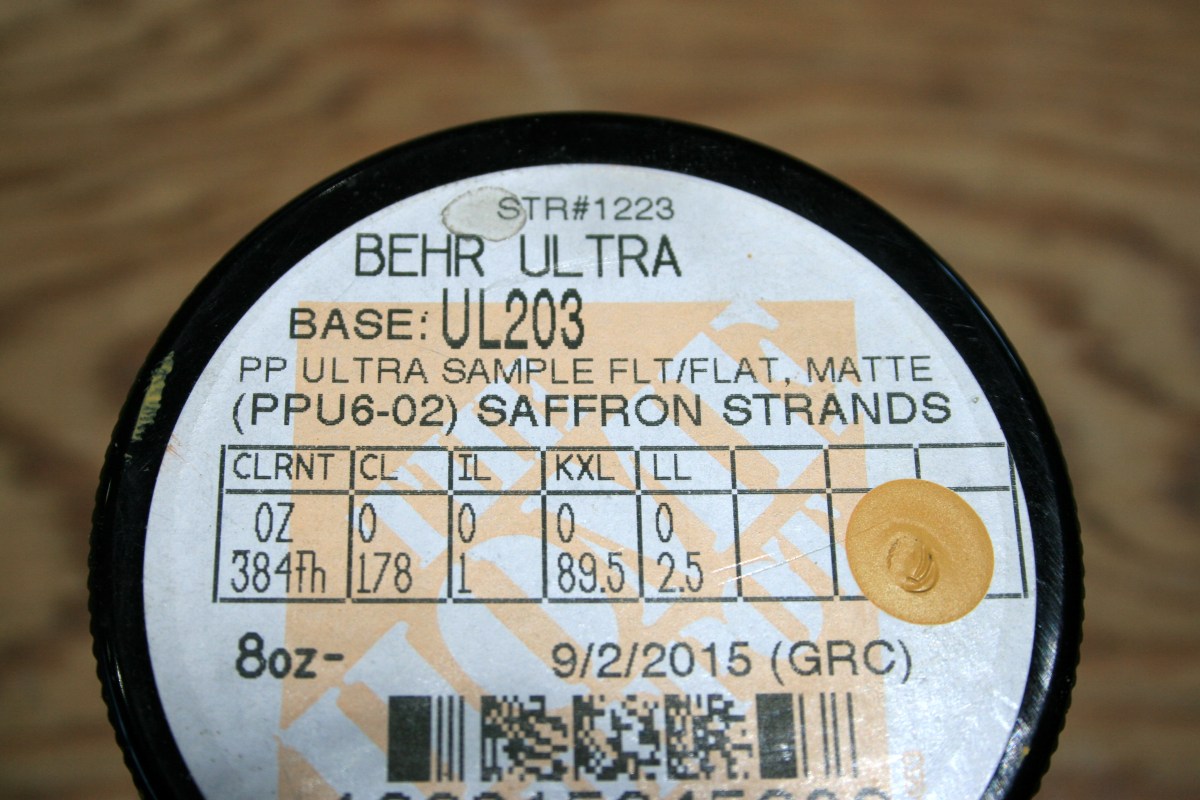 STR#1223
BEHR ULTRA
BASE: UL203
PP ULTRA SAMPLE FLT/FLAT, MATTE
(PPU6-02) SAFFRON STRANDS
CLRNT CL IL KXL LL
OZ 0 0 0 0
384fh 178 1 89.5 2.5
8oz- 9/2/2015 (GRC)